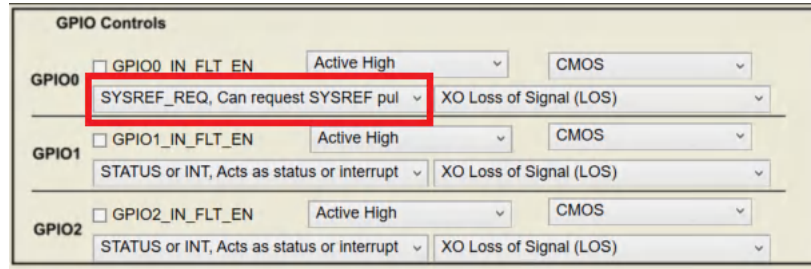 GPIO Controls
GPIO0
GPIO0_IN_FLT_EN Active High CMOS
SYSREF_REQ, Can request SYSREF pul XO Loss of Signal (LOS)
GPIO1
GPIO1_IN_FLT_EN Active High CMOS
STATUS or INT, Acts as status or interrupt XO Loss of Signal (LOS)
GPIO2
GPIO2_IN_FLT_EN Active High CMOS
STATUS or INT, Acts as status or interrupt XO Loss of Signal (LOS)